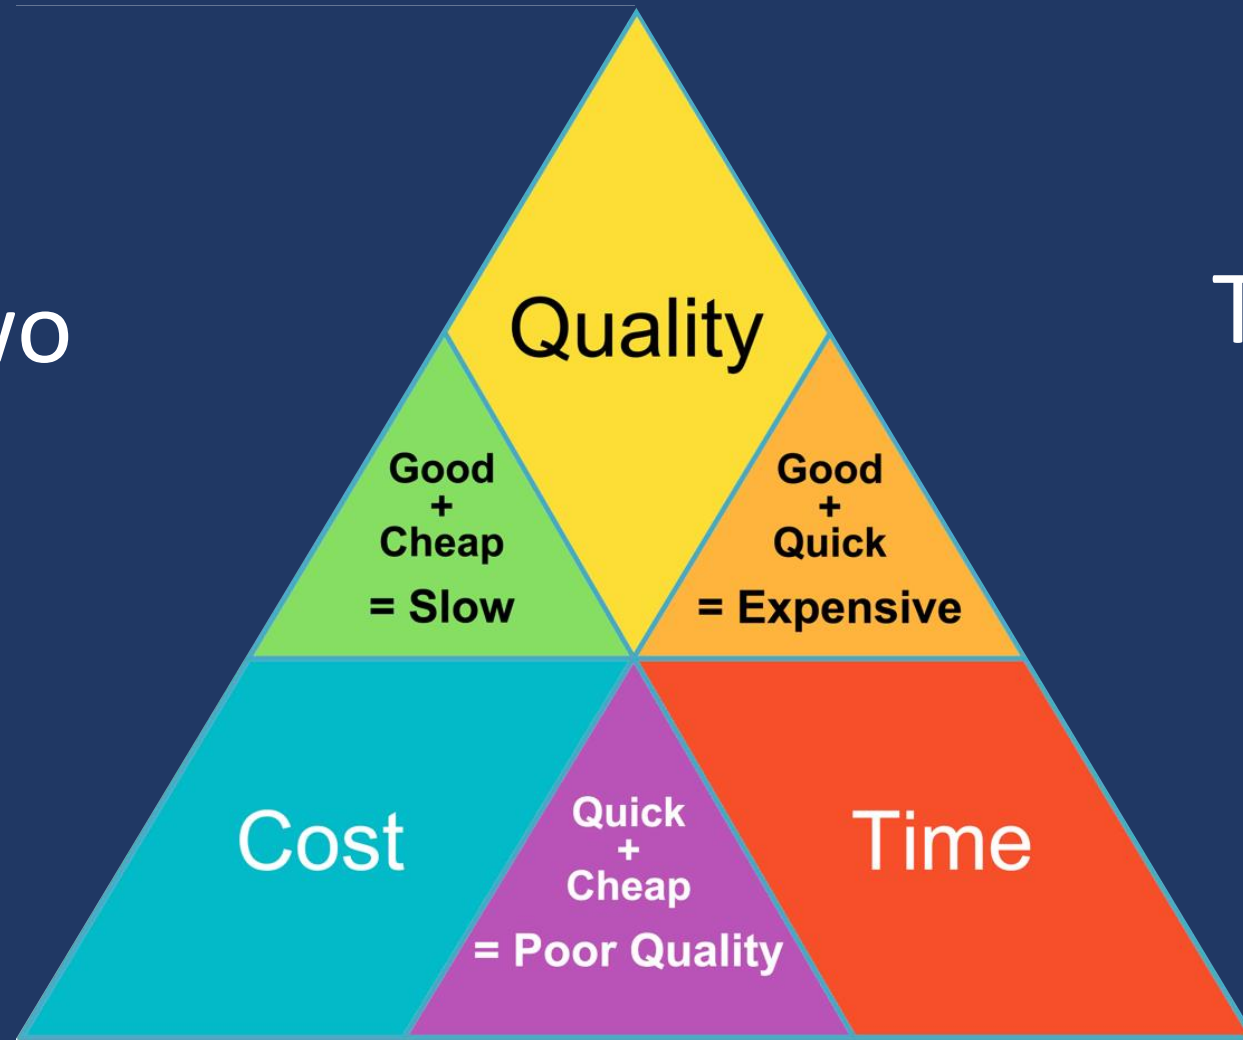 Quality
Good
+
Cheap
= Slow
Good
+
Quick
= Expensive
Cost
Quick
+
Cheap
= Poor Quality
Time